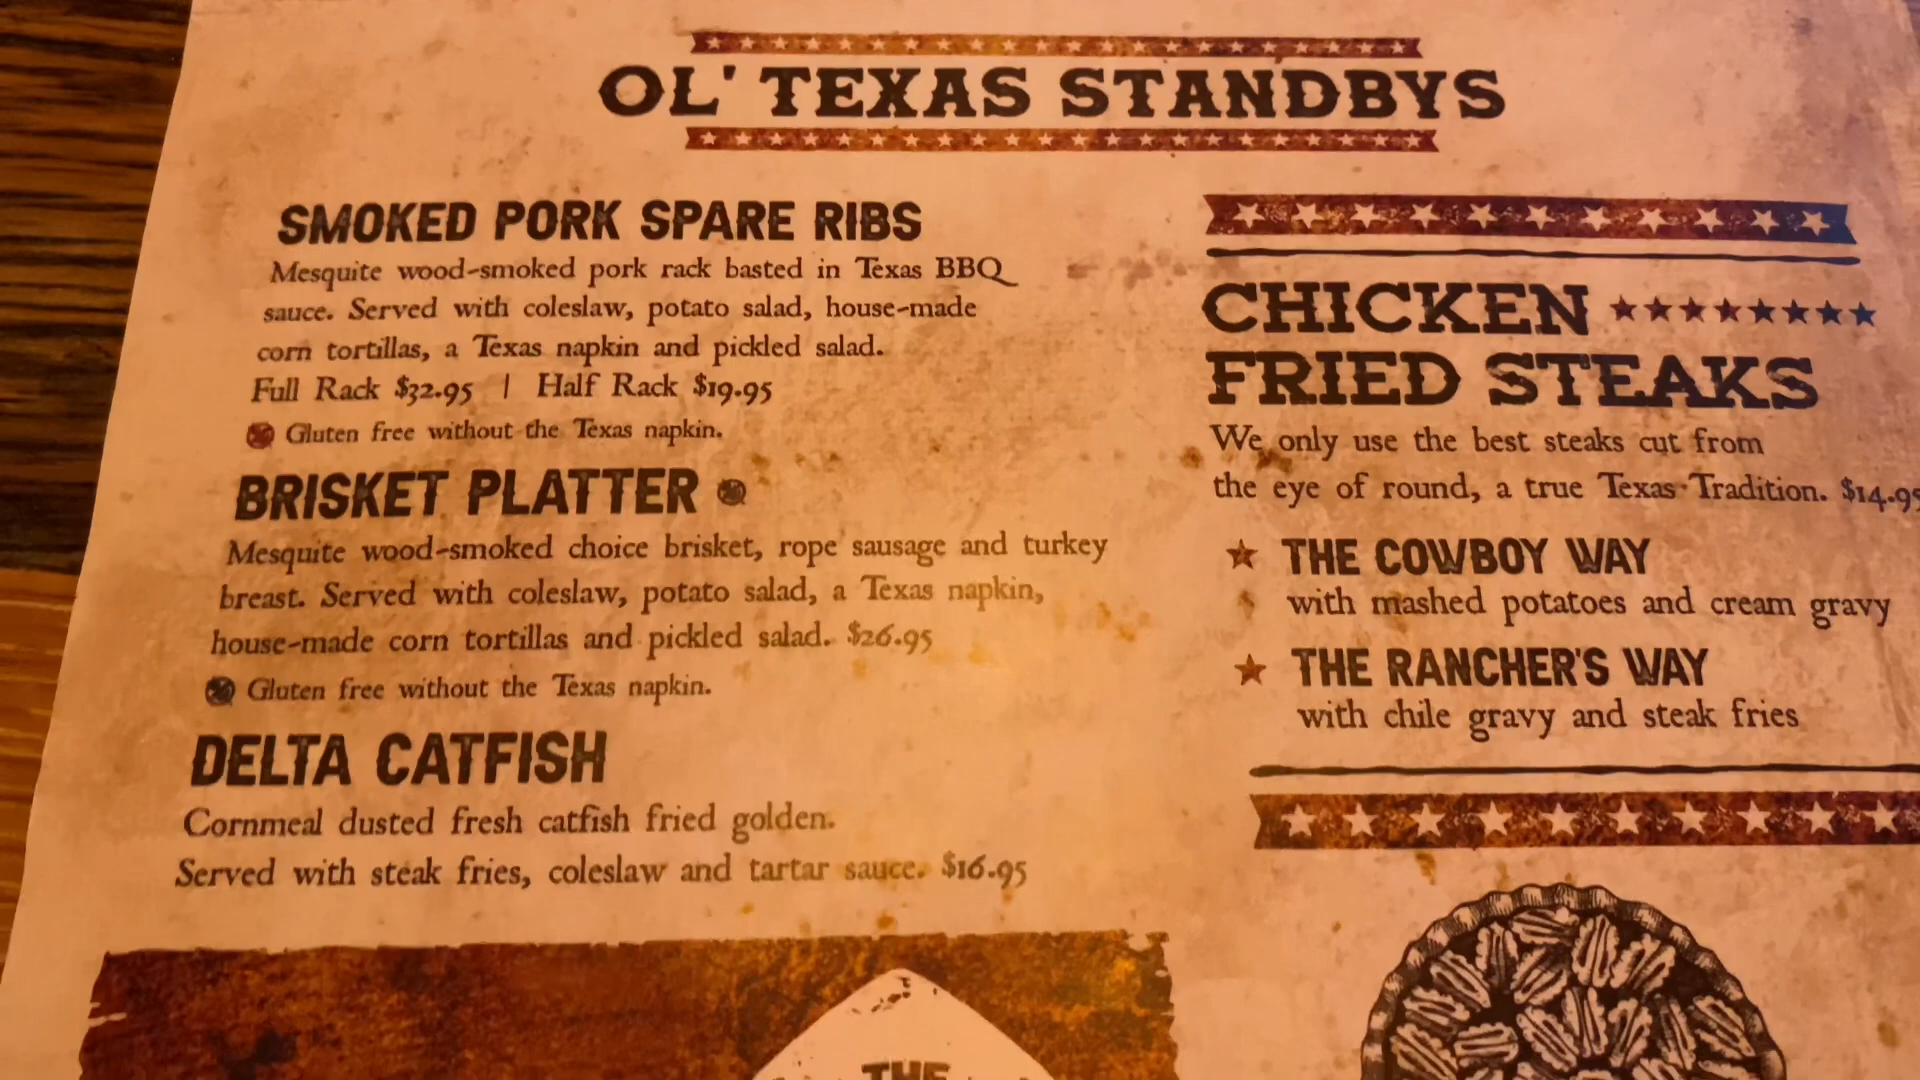 OL' TEXAS STANDBYS
SMOKED PORK SPARE RIBS
Mesquite wood-smoked pork rack basted in Texas BBQ
sauce. Served with coleslaw, potato salad, house-made
corn tortillas, a Texas napkin and pickled salad.
Full Rack $32.95 | Half Rack $19.95
Gluten free without the Texas napkin.
BRISKET PLATTER
Mesquite wood-smoked choice brisket, rope sausage and turkey
breast. Served with coleslaw, potato salad, a Texas napkin,
house-made corn tortillas and pickled salad. $26.95
Gluten free without the Texas napkin.
DELTA CATFISH
Cornmeal dusted fresh catfish fried golden.
Served with steak fries, coleslaw and tartar sauce. $16.95
THE
CHICKEN
FRIED STEAKS
We only use the best steaks cut from
the eye of round, a true Texas Tradition. $14.95
THE COWBOY WAY
with mashed potatoes and cream gravy
THE RANCHER'S WAY
with chile gravy and steak fries